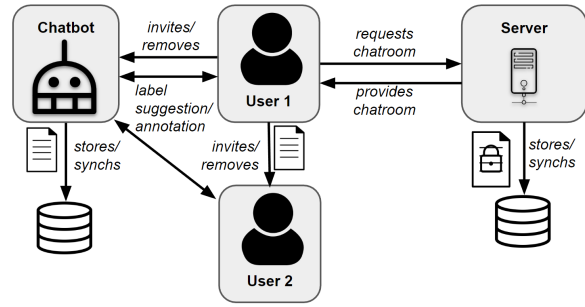 Chatbot
invites/
removes
User 1
requests
chatroom
Server
label
suggestion/
annotation
provides
chatroom
stores/
synchs
invites/
removes
stores/
synchs
User 2